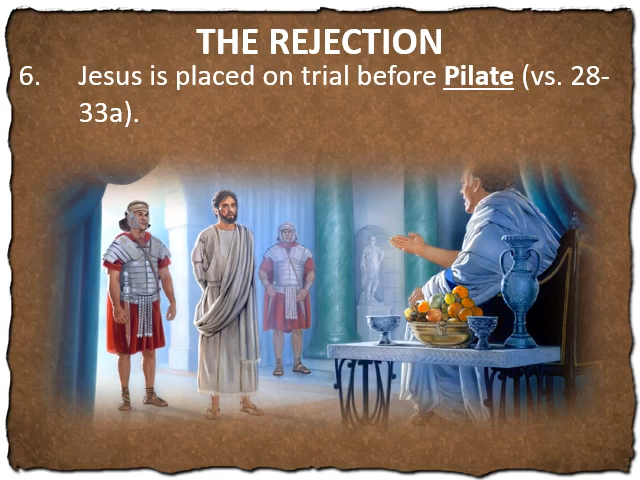 THE REJECTION
6. Jesus is placed on trial before Pilate (vs. 28-
33a).